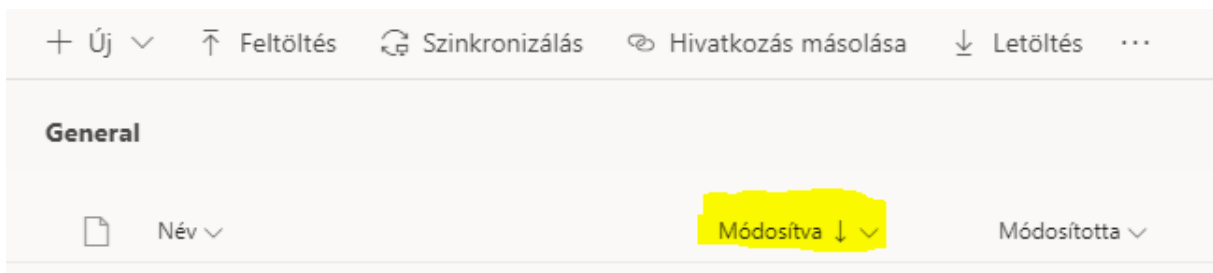 Új Feltöltés Szinkronizálás Hivatkozás másolása Letöltés ...
General
Név Módosítva ↓ Módosította